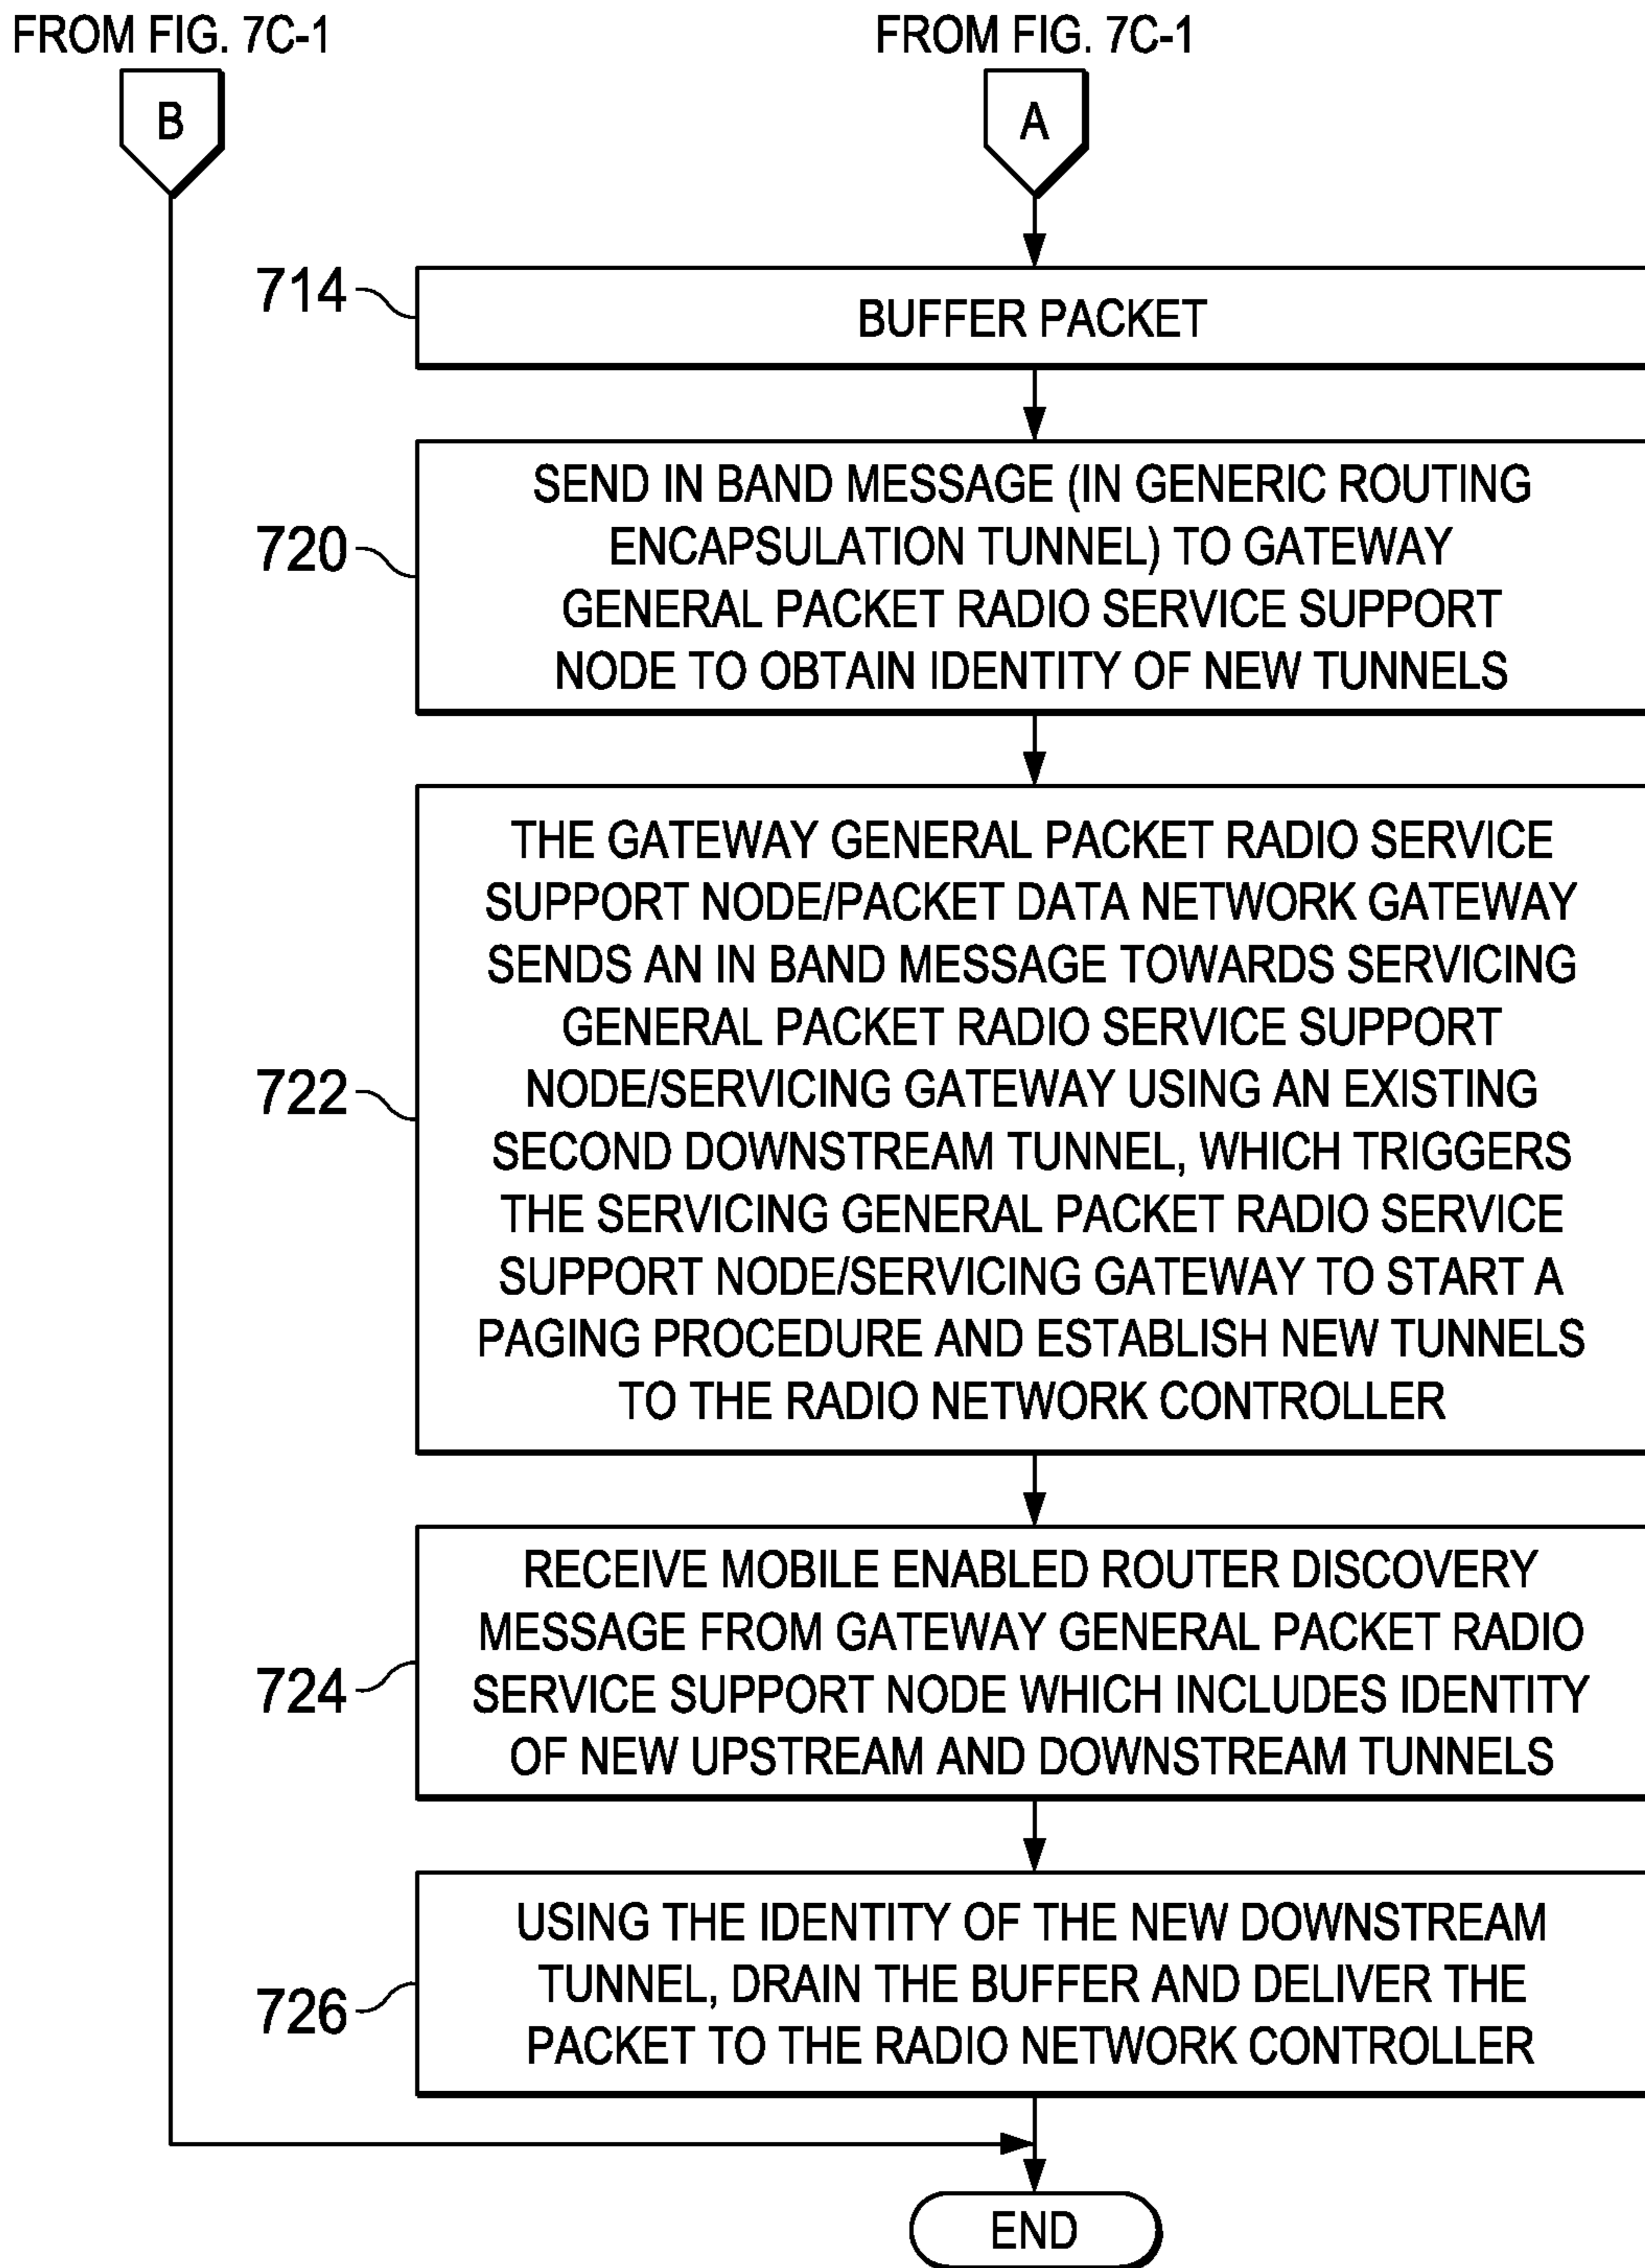 FROM FIG. 7C-1
FROM FIG. 7C-1
B
A
714
BUFFER PACKET
720
SEND IN BAND MESSAGE (IN GENERIC ROUTING
ENCAPSULATION TUNNEL) TO GATEWAY
GENERAL PACKET RADIO SERVICE SUPPORT
NODE TO OBTAIN IDENTITY OF NEW TUNNELS
722
THE GATEWAY GENERAL PACKET RADIO SERVICE
SUPPORT NODE/PACKET DATA NETWORK GATEWAY
SENDS AN IN BAND MESSAGE TOWARDS SERVICING
GENERAL PACKET RADIO SERVICE SUPPORT
NODE/SERVICING GATEWAY USING AN EXISTING
SECOND DOWNSTREAM TUNNEL, WHICH TRIGGERS
THE SERVICING GENERAL PACKET RADIO SERVICE
SUPPORT NODE/SERVICING GATEWAY TO START A
PAGING PROCEDURE AND ESTABLISH NEW TUNNELS
TO THE RADIO NETWORK CONTROLLER
724
RECEIVE MOBILE ENABLED ROUTER DISCOVERY
MESSAGE FROM GATEWAY GENERAL PACKET RADIO
SERVICE SUPPORT NODE WHICH INCLUDES IDENTITY
OF NEW UPSTREAM AND DOWNSTREAM TUNNELS
726
USING THE IDENTITY OF THE NEW DOWNSTREAM
TUNNEL, DRAIN THE BUFFER AND DELIVER THE
PACKET TO THE RADIO NETWORK CONTROLLER
END